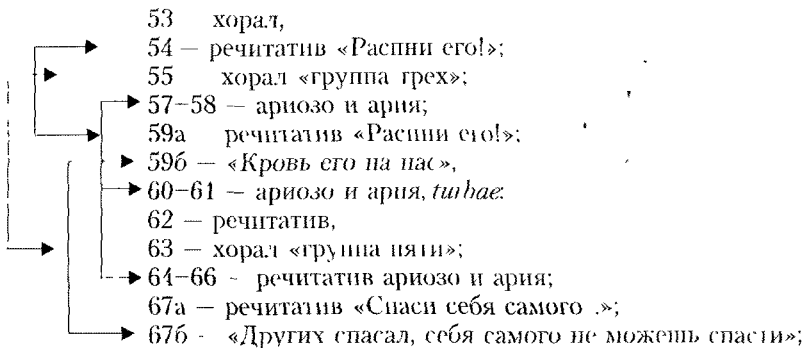 53 хорал,
54 – речитатив «Распни его!»;
55 хорал «группа грех»;
57–58 – ариозо и ария;
59а речитатив «Распни его!»;
59б – «Кровь его на нас»,
60–61 – ариозо и ария, turbae:
62 – речитатив,
63 – хорал «группа пяти»;
64–66 - речитатив ариозо и ария;
67а – речитатив «Спаси себя самого .»;
67б - «Других спасал, себя самого не можешь спасти»;